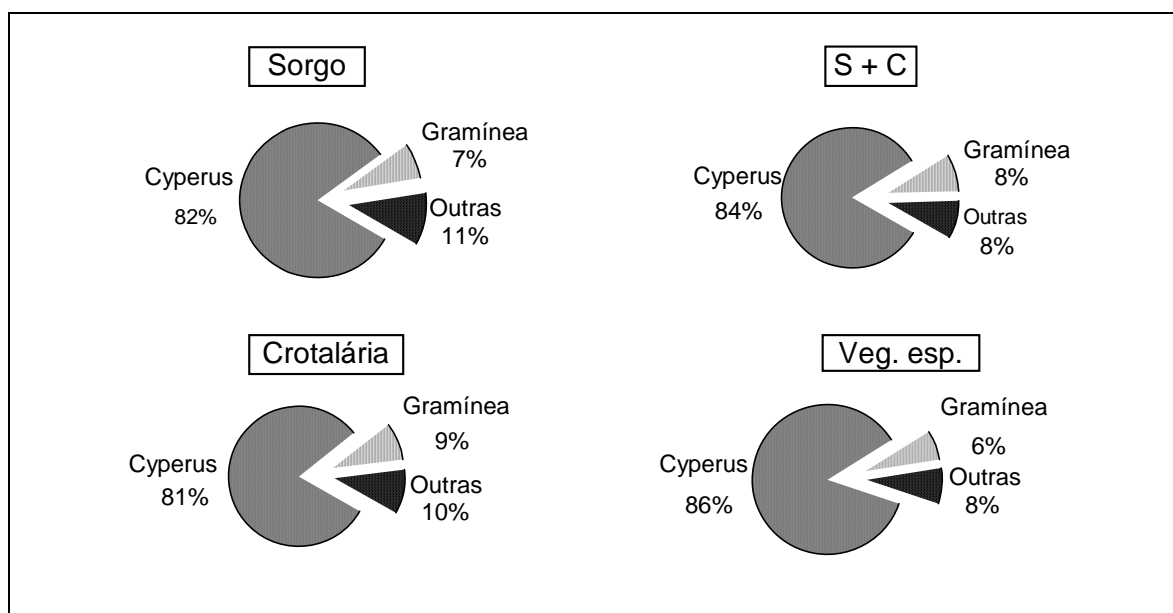 Sorgo
Gramínea
7%
Cyperus
82%
Outras
11%
S + C
Gramínea
8%
Cyperus
84%
Outras
8%
Crotalária
Gramínea
9%
Cyperus
81%
Outras
10%
Veg. esp.
Gramínea
6%
Cyperus
86%
Outras
8%